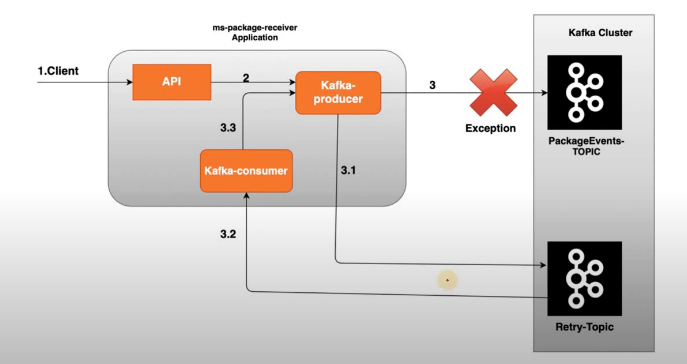 ms-package-receiver
Application
Kafka Cluster
1.Client
API
2
Kafka-
producer
3
Exception
PackageEvents-
TOPIC
3.3
Kafka-consumer
3.1
3.2
Retry-Topic